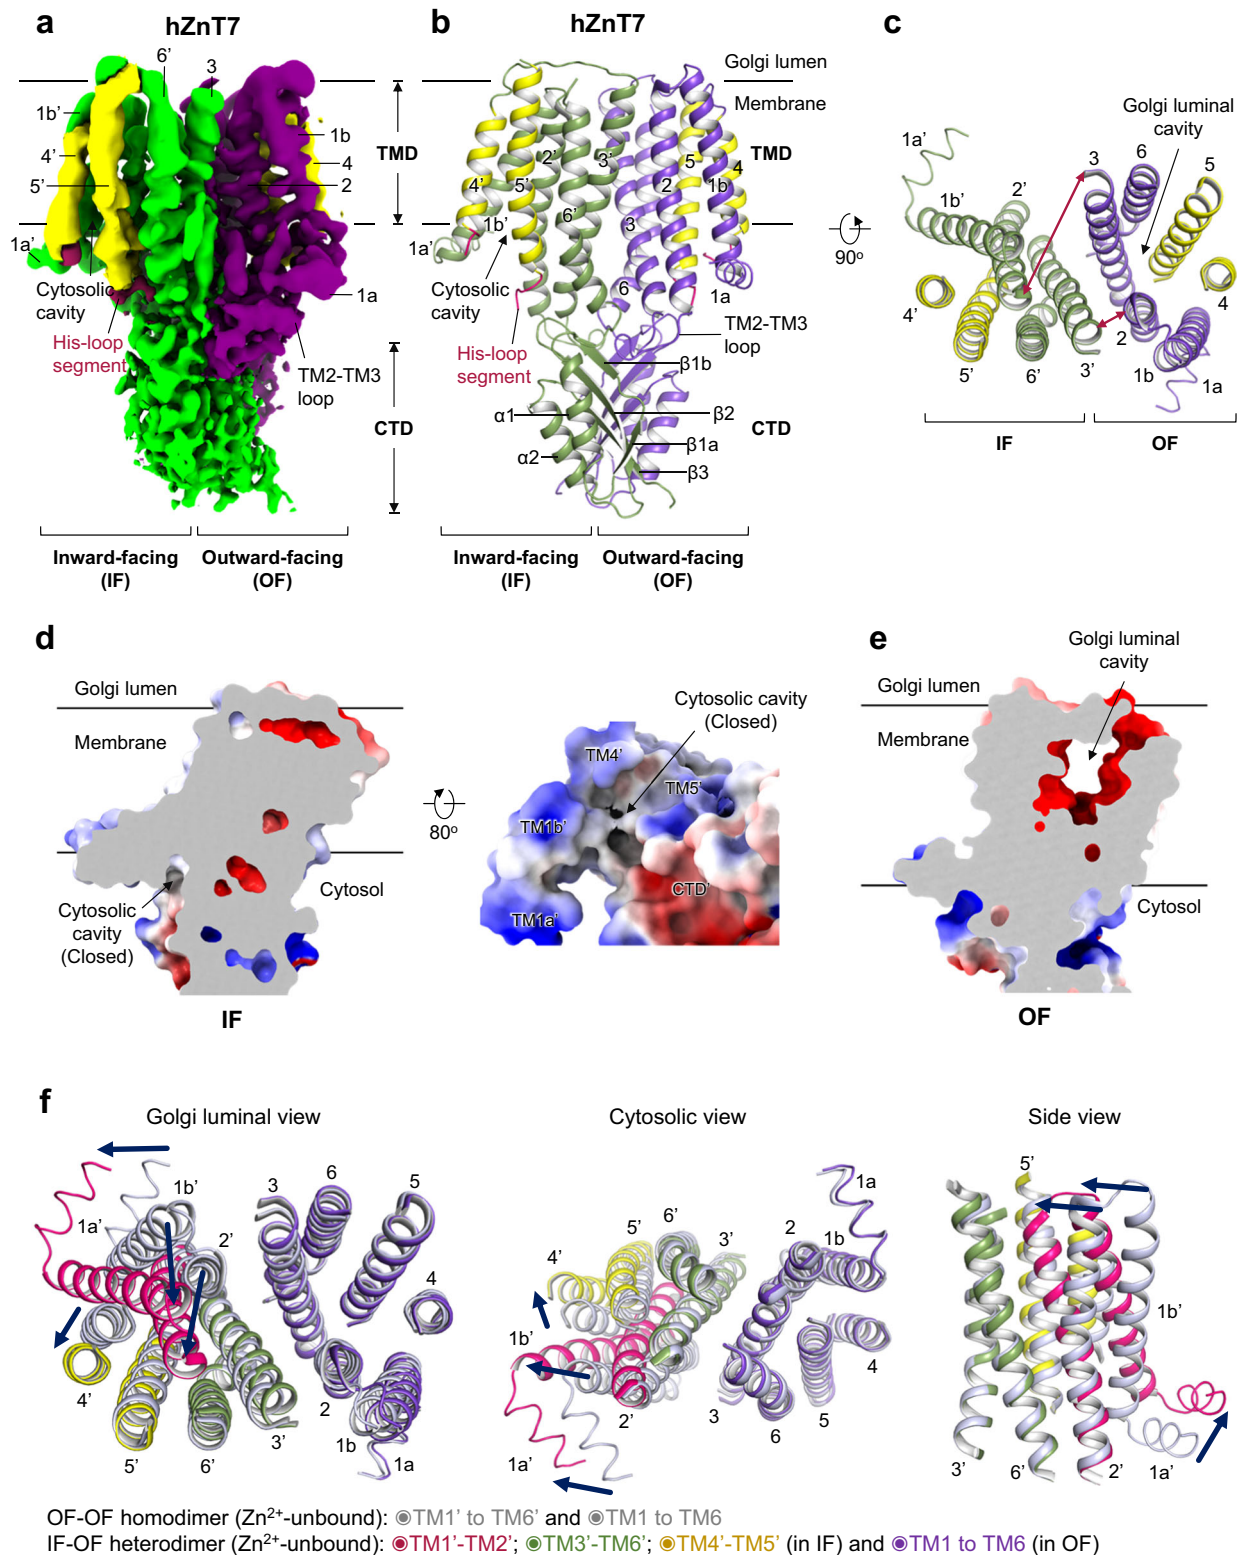 a
hZnT7
6’
3
1b’
4’
5’
1a’
1b
4
2
1a
Cytosolic
cavity
His-loop
segment
TM2-TM3
loop
TMD
CTD
Inward-facing
(IF)
Outward-facing
(OF)
b
hZnT7
Golgi lumen
Membrane
2’
3’
4’
5’
1b’
6’
1a’
5
4
2
1b
3
6
1a
TMD
Cytosolic
cavity
His-loop
segment
TM2-TM3
loop
β1b
α1
β2
β1a
α2
β3
CTD
Inward-facing
(IF)
Outward-facing
(OF)
90o
c
Golgi luminal
cavity
1a’
1b’
2’
3
6
5
4’
5’
6’
3’
2
1b
1a
4
IF
OF
d
Golgi lumen
Membrane
Cytosol
Cytosolic
cavity
(Closed)
IF
80o
Cytosolic cavity
(Closed)
TM4’
TM5’
TM1b’
CTD’
TM1a’
e
Golgi luminal
cavity
Golgi lumen
Membrane
Cytosol
OF
f
Golgi luminal view
1b’
1a’
2’
3
6
5
4
4’
5’
6’
3’
2
1b
1a
Cytosolic view
1a
6’
5’
3’
4’
2
1b
1b’
2’
1a’
3
6
5
4
Side view
5’
1b’
3’
6’
2’
1a’
OF-OF homodimer (Zn2+-unbound): ◉TM1’ to TM6’ and ◉TM1 to TM6
IF-OF heterodimer (Zn2+-unbound): ◉TM1’-TM2’; ◉TM3’-TM6’; ◉TM4’-TM5’ (in IF) and ◉TM1 to TM6 (in OF)